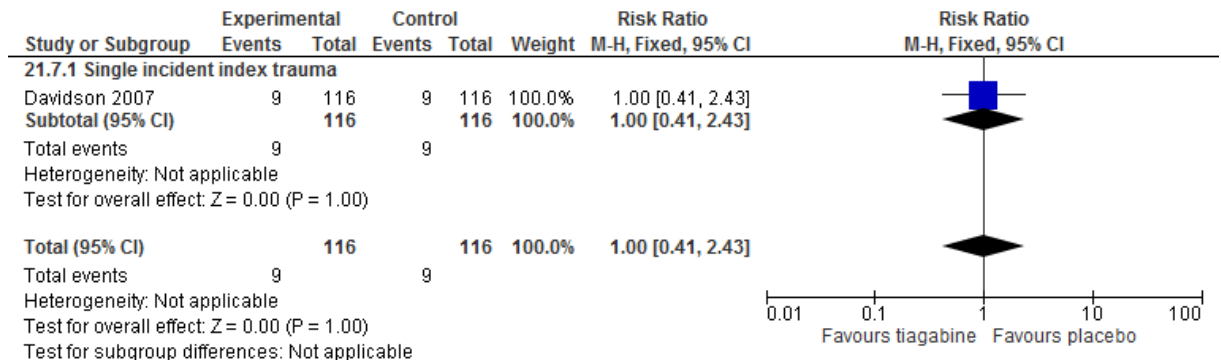 Experimental Control Risk Ratio Risk Ratio
Study or Subgroup Events Total Events Total Weight M-H, Fixed, 95% CI M-H, Fixed, 95% CI
21.7.1 Single incident index trauma
Davidson 2007 9 116 9 116 100.0% 1.00 [0.41, 2.43]
Subtotal (95% CI) 116 116 100.0% 1.00 [0.41, 2.43]
Total events 9 9
Heterogeneity: Not applicable
Test for overall effect: Z = 0.00 (P = 1.00)
Total (95% CI) 116 116 100.0% 1.00 [0.41, 2.43]
Total events 9 9
Heterogeneity: Not applicable
Test for overall effect: Z = 0.00 (P = 1.00)
Test for subgroup differences: Not applicable
0.01 0.1 1 10 100
Favours tiagabine Favours placebo